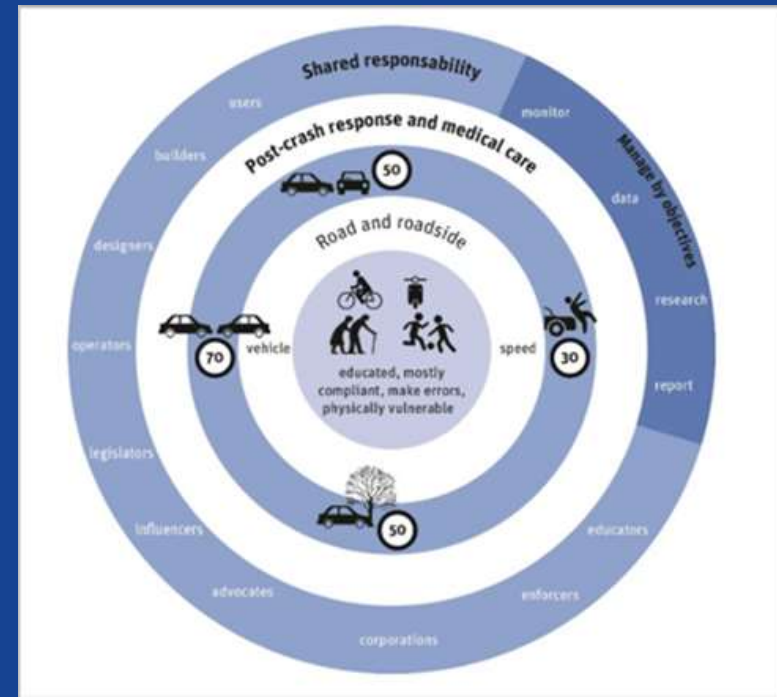 Shared responsability
users
monitor
Manage by objectives
builders
Post-crash response and medical care
50
data
designers
Road and roadside
research
operators
70
vehicle
speed
30
educated, mostly
compliant, make errors,
physically vulnerable
report
legislators
influencers
50
educators
advocates
enforcers
corporations